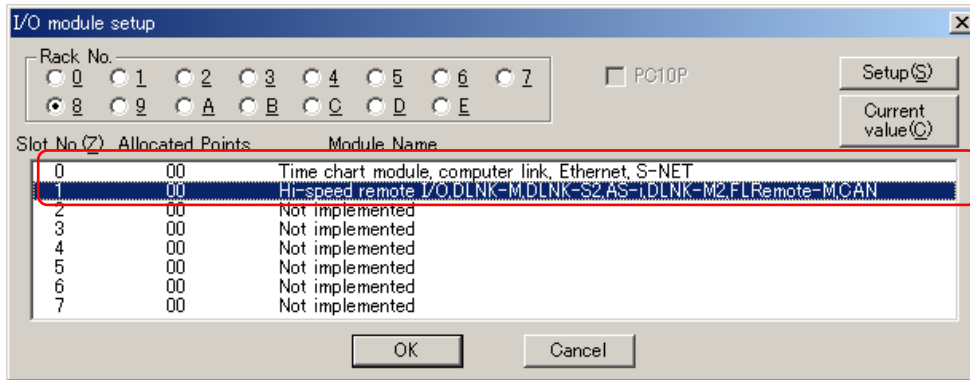 I/O module setup
Rack No.
0 1 2 3 4 5 6 7
8 9 A B C D E
PC10P
Setup(S)
Current value(C)
Slot No.(Z) Allocated Points Module Name
0 00 Time chart module, computer link, Ethernet, S-NET
1 00 Hi-speed remote I/O,DLNK-M,DLNK-S2,AS-i,DLNK-M2,FLRemote-M,CAN
2 00 Not implemented
3 00 Not implemented
4 00 Not implemented
5 00 Not implemented
6 00 Not implemented
7 00 Not implemented
OK Cancel